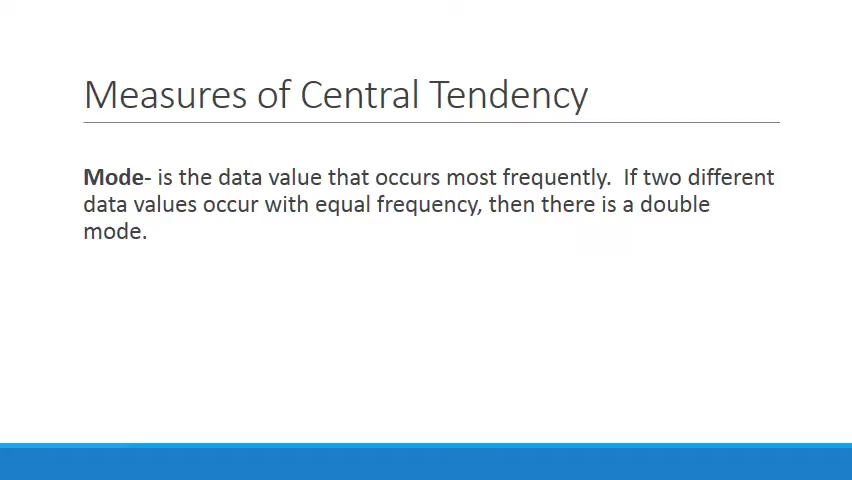 Measures of Central Tendency
Mode- is the data value that occurs most frequently.  If two different
data values occur with equal frequency, then there is a double
mode.